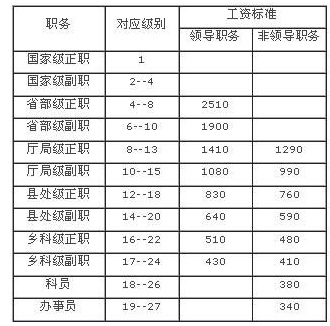 职务 对应级别 工资标准
领导职务 非领导职务
国家级正职 1
国家级副职 2--4
省部级正职 4--8 2510
省部级副职 6--10 1900
厅局级正职 8--13 1410 1290
厅局级副职 10--15 1080 990
县处级正职 12--18 830 760
县处级副职 14--20 640 590
乡科级正职 16--22 510 480
乡科级副职 17--24 430 410
科员 18--26 380
办事员 19--27 340